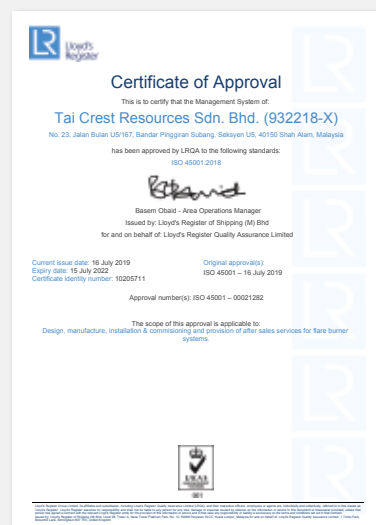 LR
Lloyd's
Register
Certificate of Approval
This is to certify that the Management System of:
Tai Crest Resources Sdn. Bhd. (932218-X)
No. 23, Jalan Bulan U5/167, Bandar Pinggiran Subang, Seksyen U5, 40150 Shah Alam, Malaysia
has been approved by LRQA to the following standards:
ISO 45001:2018
Basem Obaid - Area Operations Manager
Issued by: Lloyd's Register of Shipping (M) Bhd
for and on behalf of: Lloyd's Register Quality Assurance Limited
Current issue date: 16 July 2019
Expiry date: 15 July 2022
Certificate identity number: 10205711
Original approval(s):
ISO 45001 – 16 July 2019
Approval number(s): ISO 45001 – 00021282
The scope of this approval is applicable to:
Design, manufacture, installation & commisioning and provision of after sales services for flare burner
systems.
UKAS
001